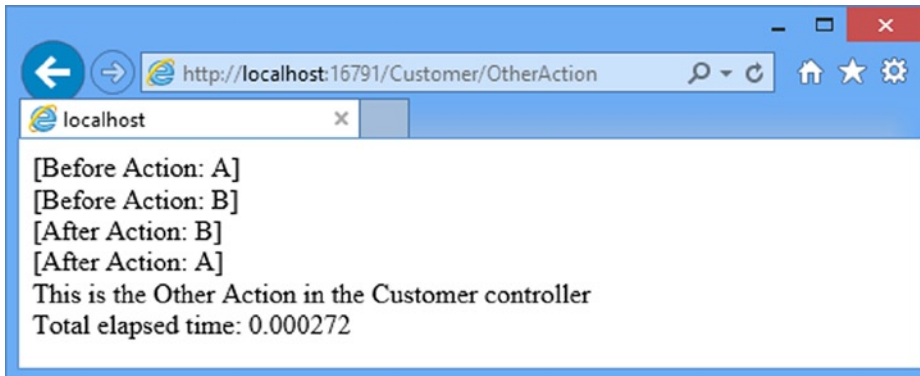 http://localhost:16791/Customer/OtherAction
localhost
[Before Action: A]
[Before Action: B]
[After Action: B]
[After Action: A]
This is the Other Action in the Customer controller
Total elapsed time: 0.000272